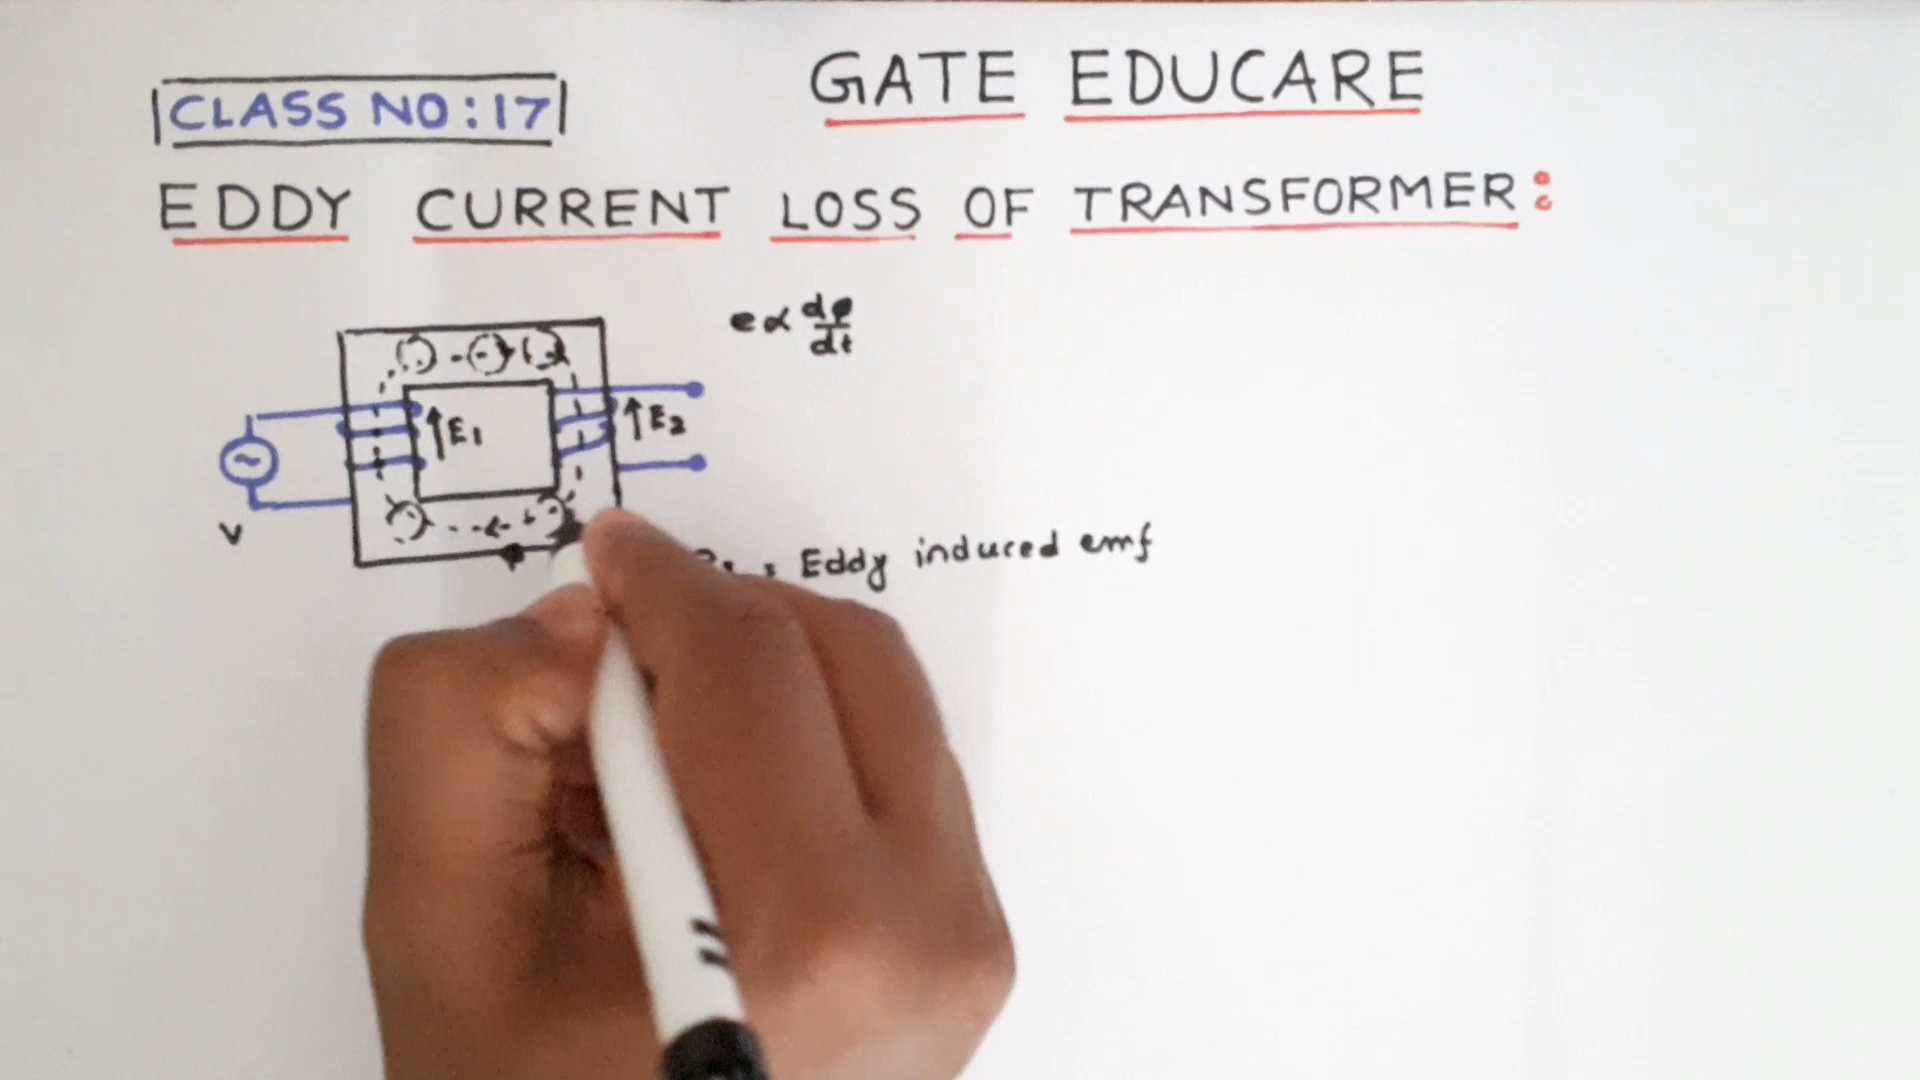 CLASS NO:17
GATE EDUCARE
EDDY CURRENT LOSS OF TRANSFORMER:
e ∝ dφ/dt
E1
E2
~
V
= Eddy induced emf